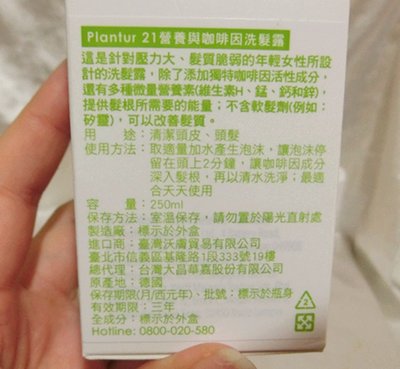 Plantur 21營養與咖啡因洗髮露
這是針對壓力大、髮質脆弱的年輕女性所設
計的洗髮露，除了添加獨特咖啡因活性成分，
還有多種微量營養素(維生素H、錳、鈣和鋅)，
提供髮根所需要的能量；不含軟髮劑(例如：
矽靈)，可以改善髮質。
用　　途：清潔頭皮、頭髮
使用方法：取適量加水產生泡沫，讓泡沫停
留在頭上2分鐘，讓咖啡因成分
深入髮根，再以清水洗淨；最適
合天天使用
容　　量：250ml
保存方法：室溫保存，請勿置於陽光直射處
製造廠：標示於外盒
進口商：臺灣沃膚貿易有限公司
臺北市信義區基隆路1段333號19樓
總代理：台灣大昌華嘉股份有限公司
原產地：德國
保存期限(月/西元年)、批號：標示於瓶身
有效期限：三年
全成分：標示於外盒
Hotline: 0800-020-580